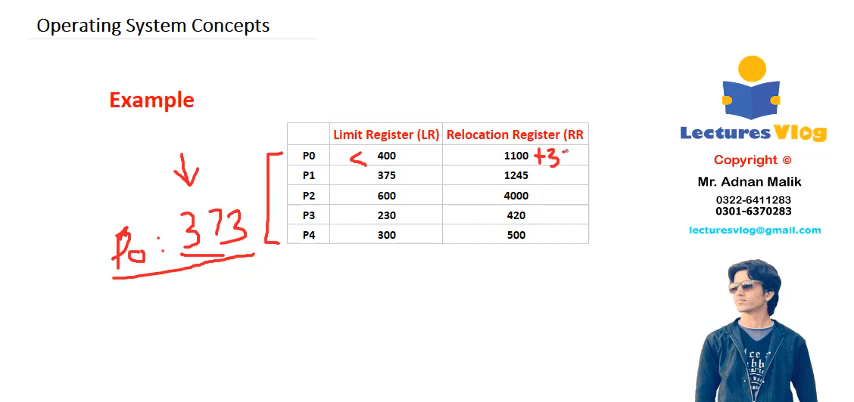 Operating System Concepts
Example
Limit Register (LR) Relocation Register (RR
P0 < 400 1100 +3
P1 375 1245
P2 600 4000
P3 230 420
P4 300 500
P0 : 373
Lectures Vlog
Copyright ©
Mr. Adnan Malik
0322-6411283
0301-6370283
lecturesvlog@gmail.com